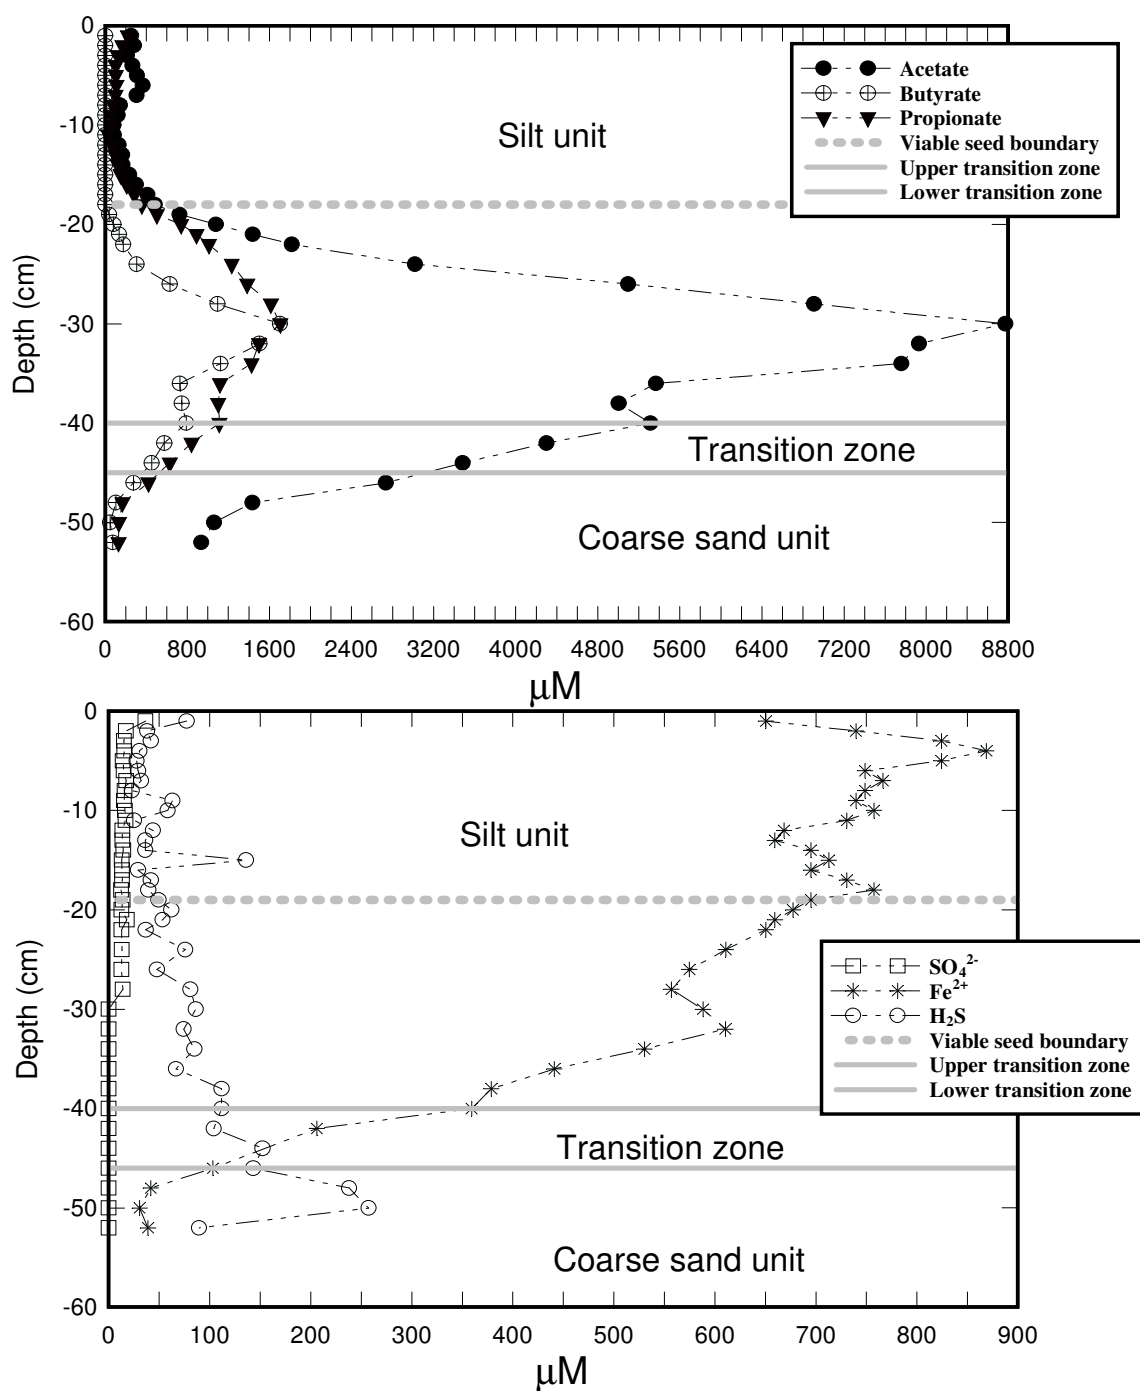 0
-10
-20
-30
-40
-50
-60
Depth (cm)
Acetate
Butyrate
Propionate
Viable seed boundary
Upper transition zone
Lower transition zone
Silt unit
Transition zone
Coarse sand unit
0 800 1600 2400 3200 4000 4800 5600 6400 7200 8000 8800
μM
0
-10
-20
-30
-40
-50
-60
Depth (cm)
Silt unit
SO₄²⁻
Fe²⁺
H₂S
Viable seed boundary
Upper transition zone
Lower transition zone
Transition zone
Coarse sand unit
0 100 200 300 400 500 600 700 800 900
μM